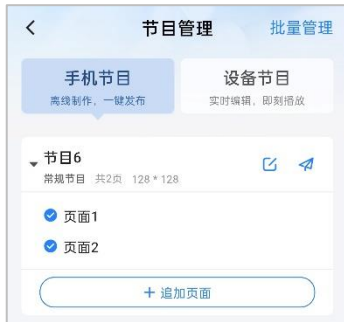 节目管理 批量管理
手机节目 设备节目
离线制作，一键发布 实时编辑，即刻播放
节目6
常规节目 共2页 128*128
页面1
页面2
+ 追加页面